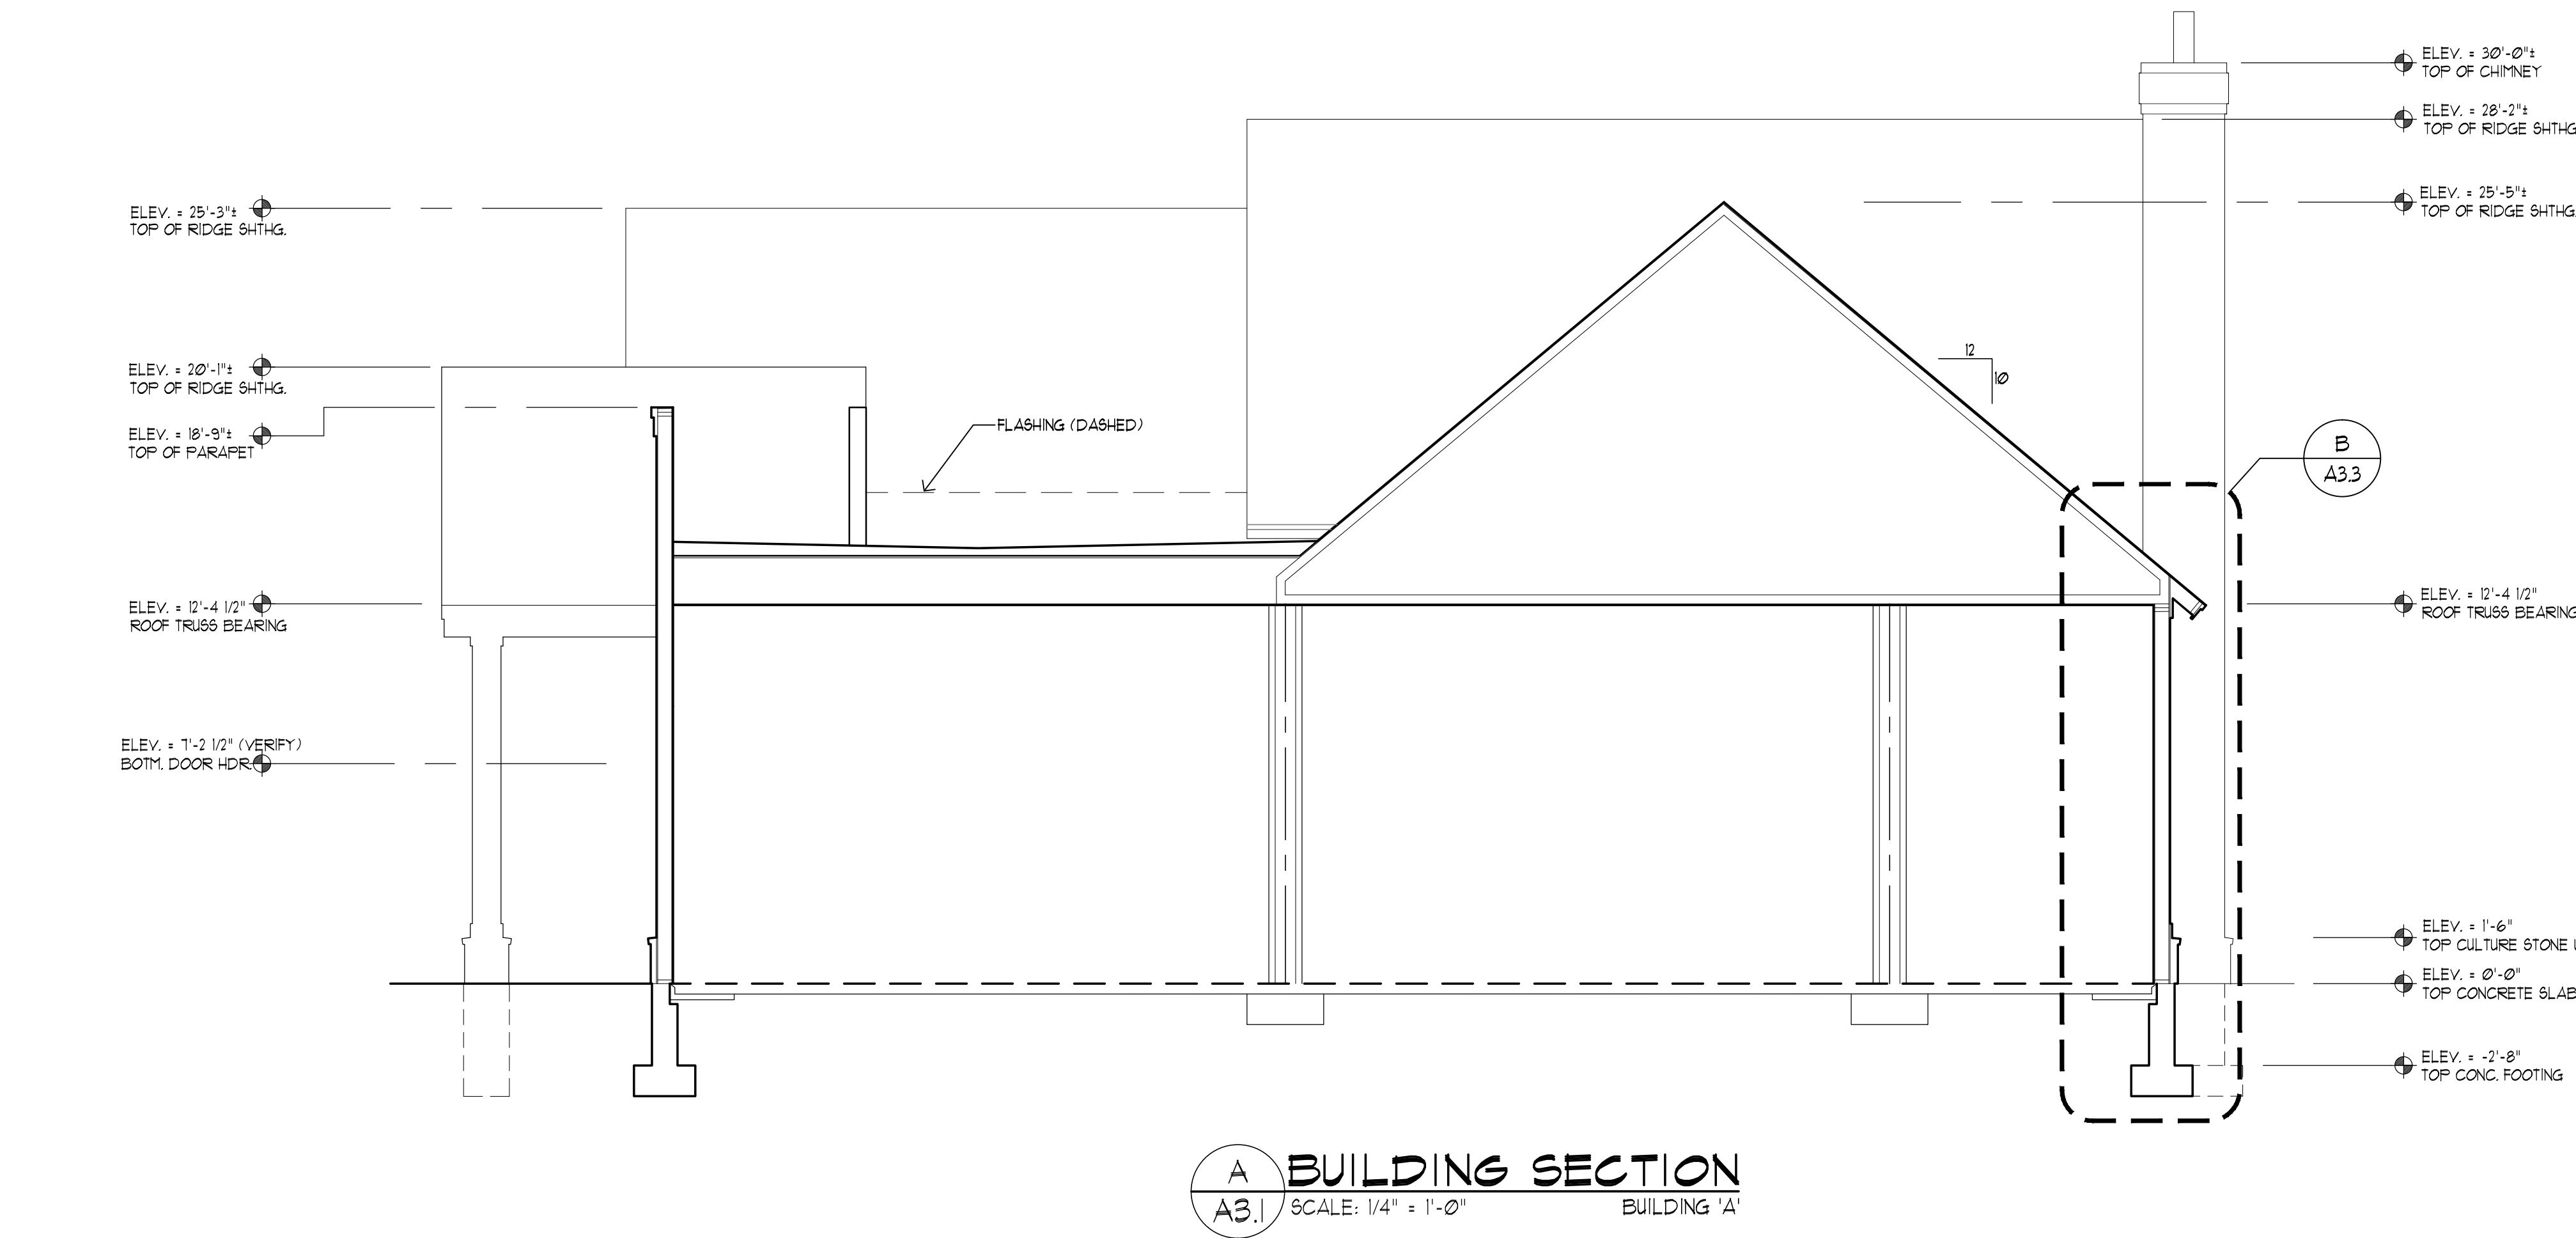 ELEV. = 30'-0"±
TOP OF CHIMNEY
ELEV. = 28'-2"±
TOP OF RIDGE SHTHG
ELEV. = 25'-5"±
TOP OF RIDGE SHTHG.
ELEV. = 25'-3"±
TOP OF RIDGE SHTHG.
12
10
ELEV. = 20'-1"±
TOP OF RIDGE SHTHG.
ELEV. = 18'-9"±
TOP OF PARAPET
FLASHING (DASHED)
B
A3.3
ELEV. = 12'-4 1/2"
ROOF TRUSS BEARING
ELEV. = 12'-4 1/2"
ROOF TRUSS BEARING
ELEV. = 7'-2 1/2" (VERIFY)
BOTM. DOOR HDR.
ELEV. = 1'-6"
TOP CULTURE STONE
ELEV. = 0'-0"
TOP CONCRETE SLAB
ELEV. = -2'-8"
TOP CONC. FOOTING
A
A3.1
BUILDING SECTION
SCALE: 1/4" = 1'-0" BUILDING 'A'